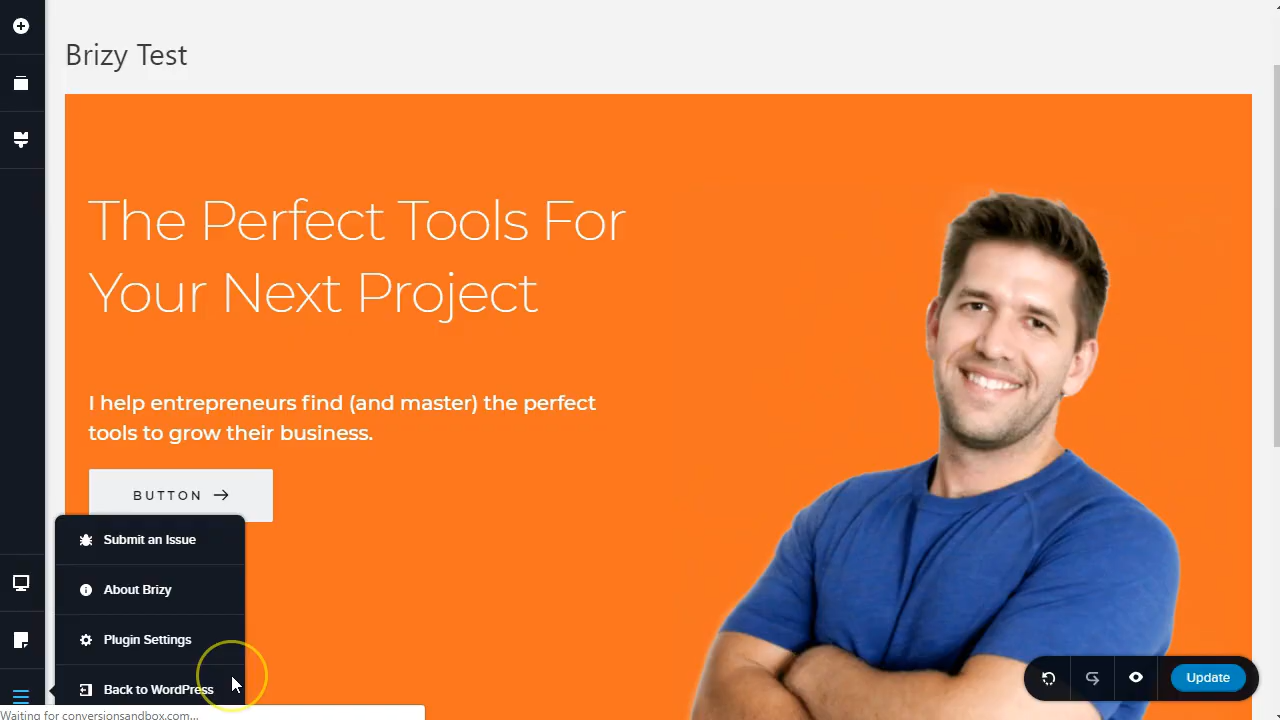 Brizy Test
The Perfect Tools For
Your Next Project
I help entrepreneurs find (and master) the perfect
tools to grow their business.
BUTTON
Submit an Issue
About Brizy
Plugin Settings
Back to WordPress
Update
Waiting for conversionsandbox.com...